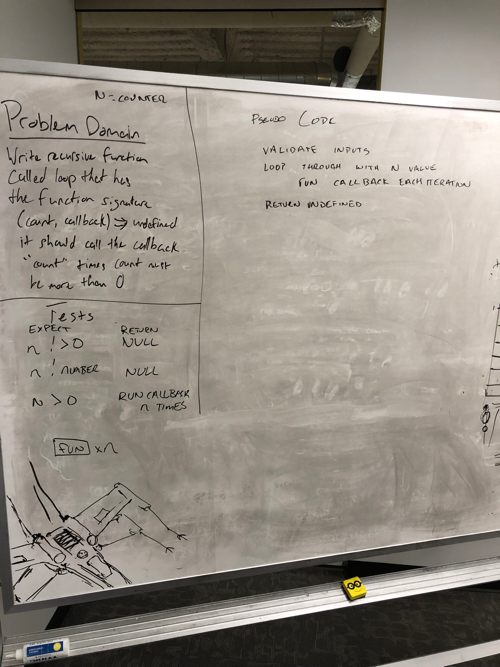 N = COUNTER
Problem Domain
Write recursive function
Called loop that has
the function signature
(count, callback) ⇒ undefined
it should call the callback
"count" times count must
be more than 0
Tests
EXPECT RETURN
n ! > 0 NULL
n ! NUMBER NULL
N > 0 RUN CALLBACK
n TIMES
FUN x n
PSEUDO CODE
VALIDATE INPUTS
LOOP THROUGH WITH N VALUE
FUN CALLBACK EACH ITERATION
RETURN UNDEFINED